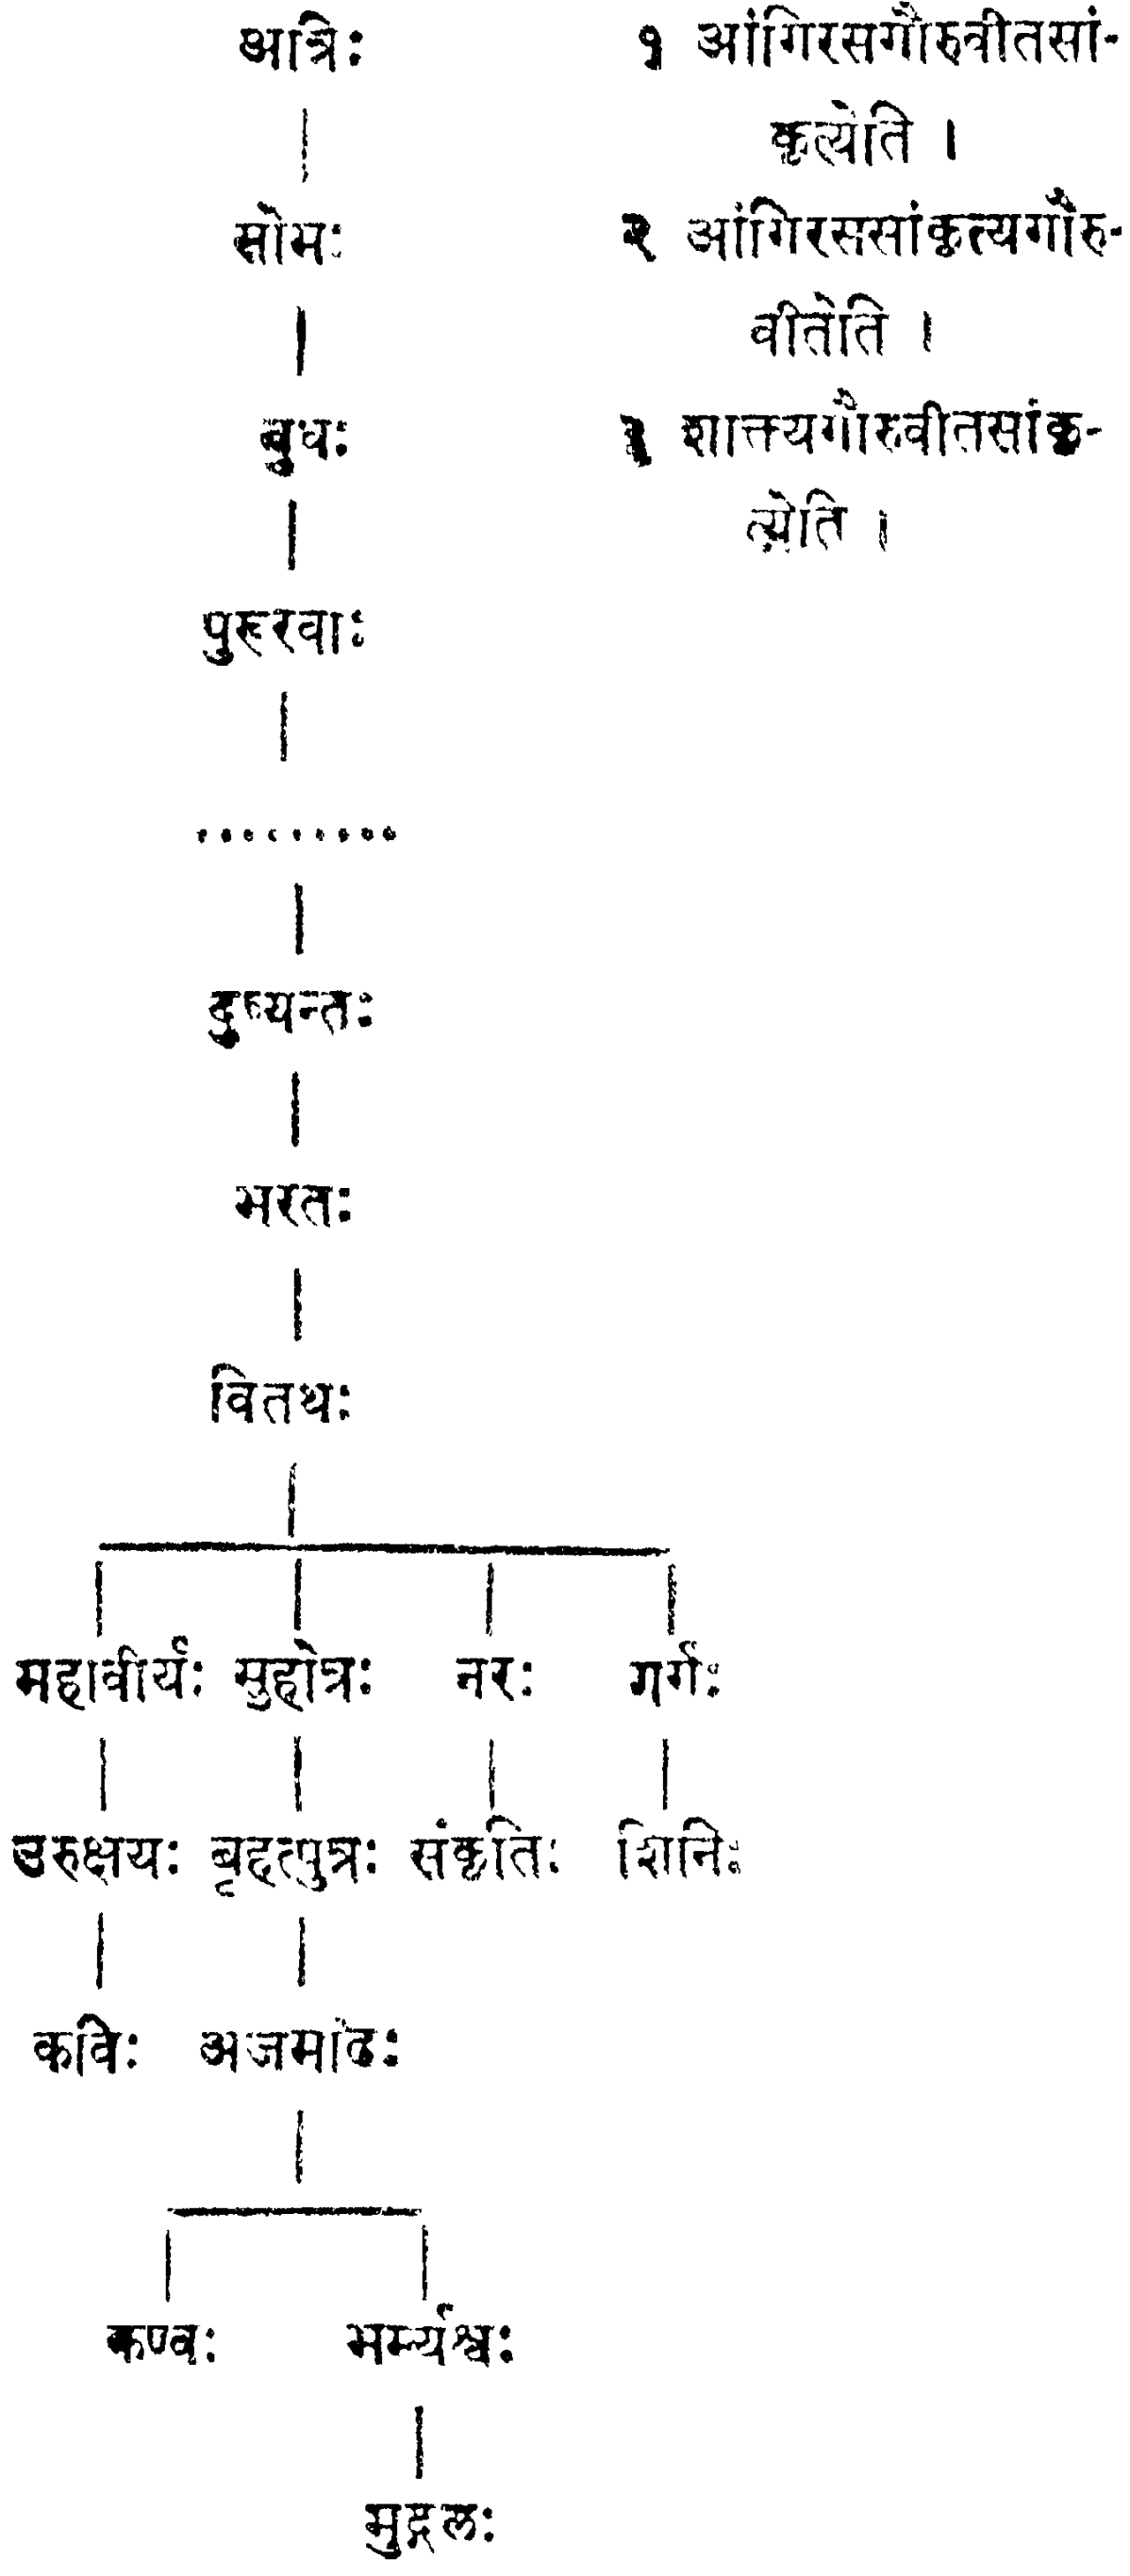 अत्रिः
सोमः
बुधः
पुरूरवाः
.........
दुष्यन्तः
भरतः
वितथः
महावीर्यः सुहोत्रः नरः गर्गः
उरुक्षयः बृहत्पुत्रः संकृतिः शिनिः
कविः अजमीढः
कण्वः भर्म्यश्वः
मुद्गलः
१ आंगिरसगौरुवीतसां-
कृत्येति ।
२ आंगिरससांकृत्यगौरु-
वीतेति ।
३ शाक्त्यगौरुवीतसांकृ-
त्येति ।